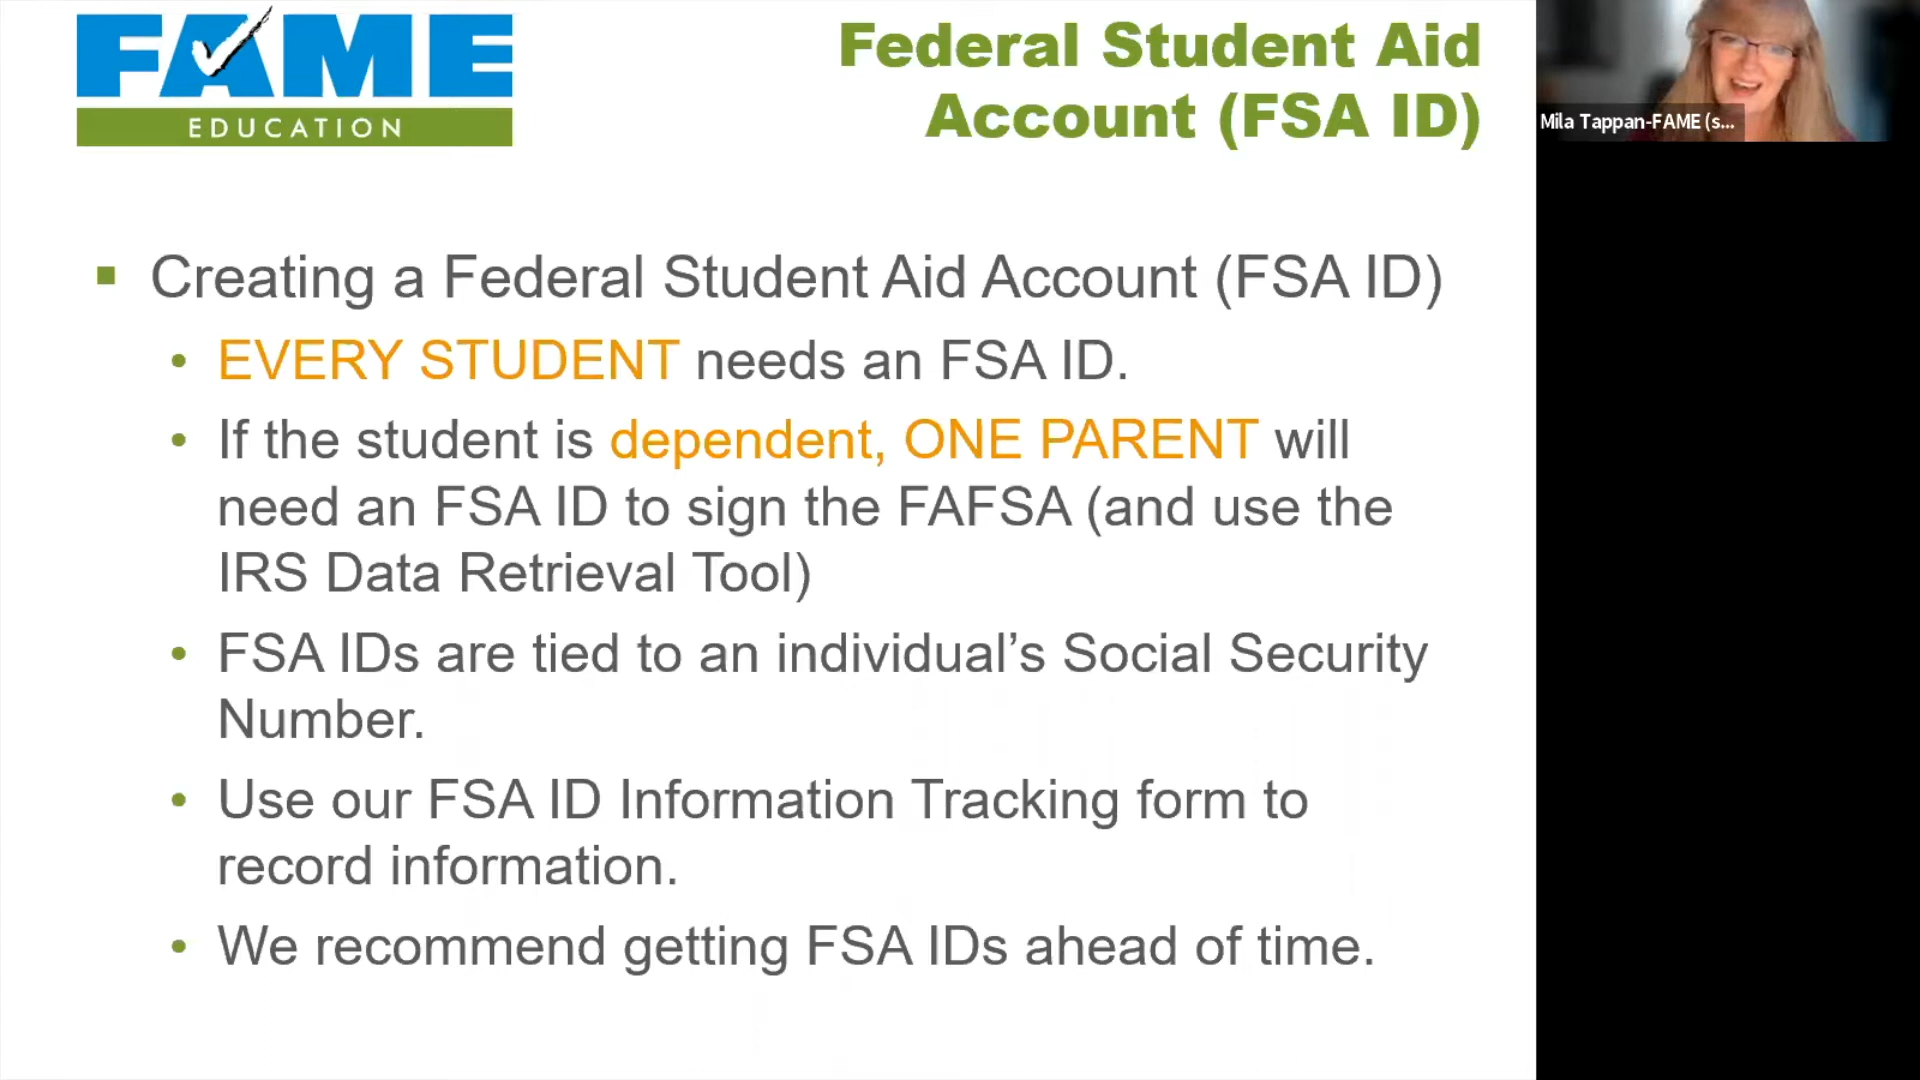 FAME
EDUCATION
Federal Student Aid
Account (FSA ID)
Mila Tappan-FAME (s...
Creating a Federal Student Aid Account (FSA ID)
EVERY STUDENT needs an FSA ID.
If the student is dependent, ONE PARENT will
need an FSA ID to sign the FAFSA (and use the
IRS Data Retrieval Tool)
FSA IDs are tied to an individual’s Social Security
Number.
Use our FSA ID Information Tracking form to
record information.
We recommend getting FSA IDs ahead of time.